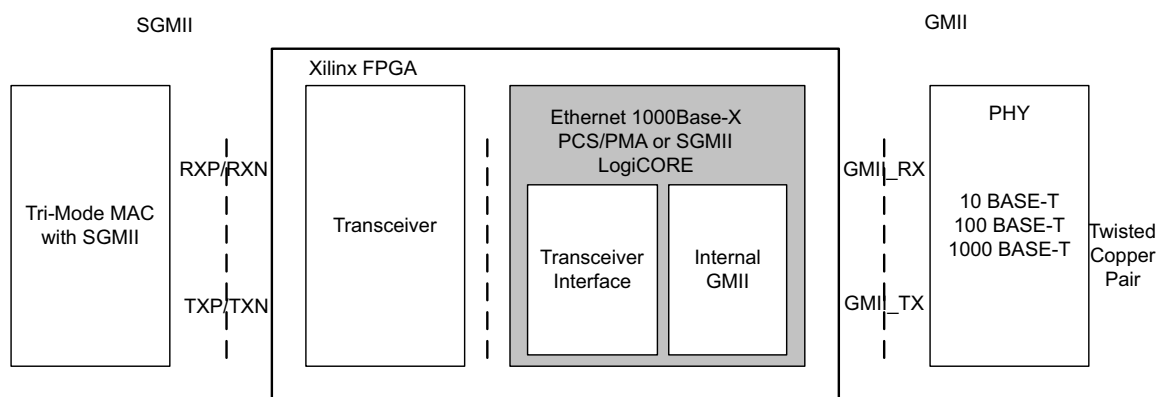 SGMII
GMII
Xilinx FPGA
Tri-Mode MAC
with SGMII
RXP/RXN
TXP/TXN
Transceiver
Ethernet 1000Base-X
PCS/PMA or SGMII
LogiCORE
Transceiver
Interface
Internal
GMII
GMII_RX
GMII_TX
PHY
10 BASE-T
100 BASE-T
1000 BASE-T
Twisted
Copper
Pair